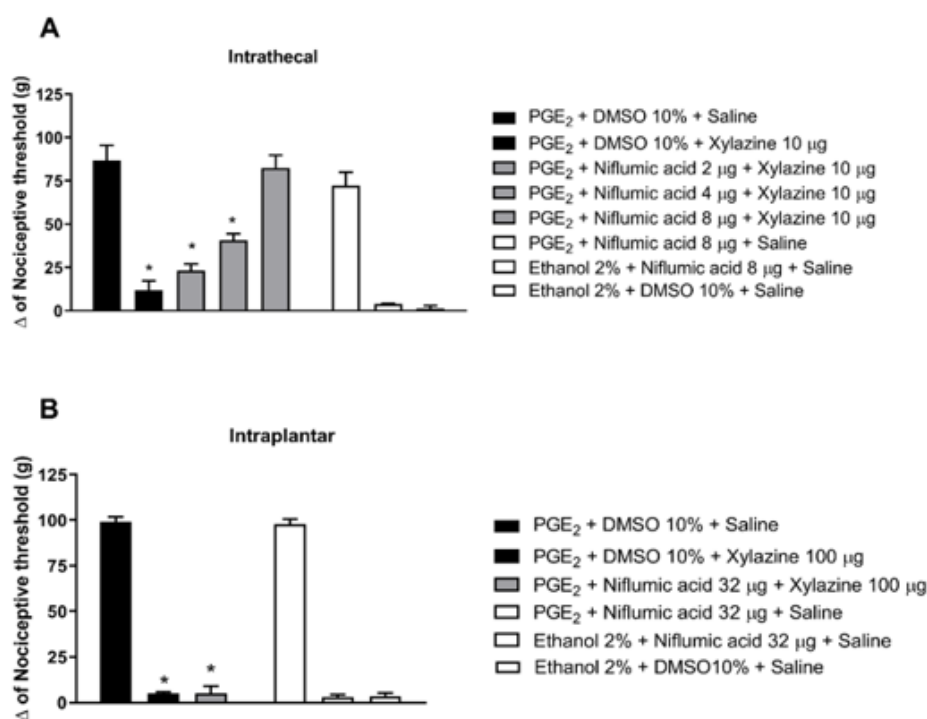 A
Intrathecal
Δ of Nociceptive threshold (g)
125
100
75
50
25
0
*
*
*
PGE2 + DMSO 10% + Saline
PGE2 + DMSO 10% + Xylazine 10 μg
PGE2 + Niflumic acid 2 μg + Xylazine 10 μg
PGE2 + Niflumic acid 4 μg + Xylazine 10 μg
PGE2 + Niflumic acid 8 μg + Xylazine 10 μg
PGE2 + Niflumic acid 8 μg + Saline
Ethanol 2% + Niflumic acid 8 μg + Saline
Ethanol 2% + DMSO 10% + Saline
B
Intraplantar
Δ of Nociceptive threshold (g)
125
100
75
50
25
0
*
*
PGE2 + DMSO 10% + Saline
PGE2 + DMSO 10% + Xylazine 100 μg
PGE2 + Niflumic acid 32 μg + Xylazine 100 μg
PGE2 + Niflumic acid 32 μg + Saline
Ethanol 2% + Niflumic acid 32 μg + Saline
Ethanol 2% + DMSO10% + Saline